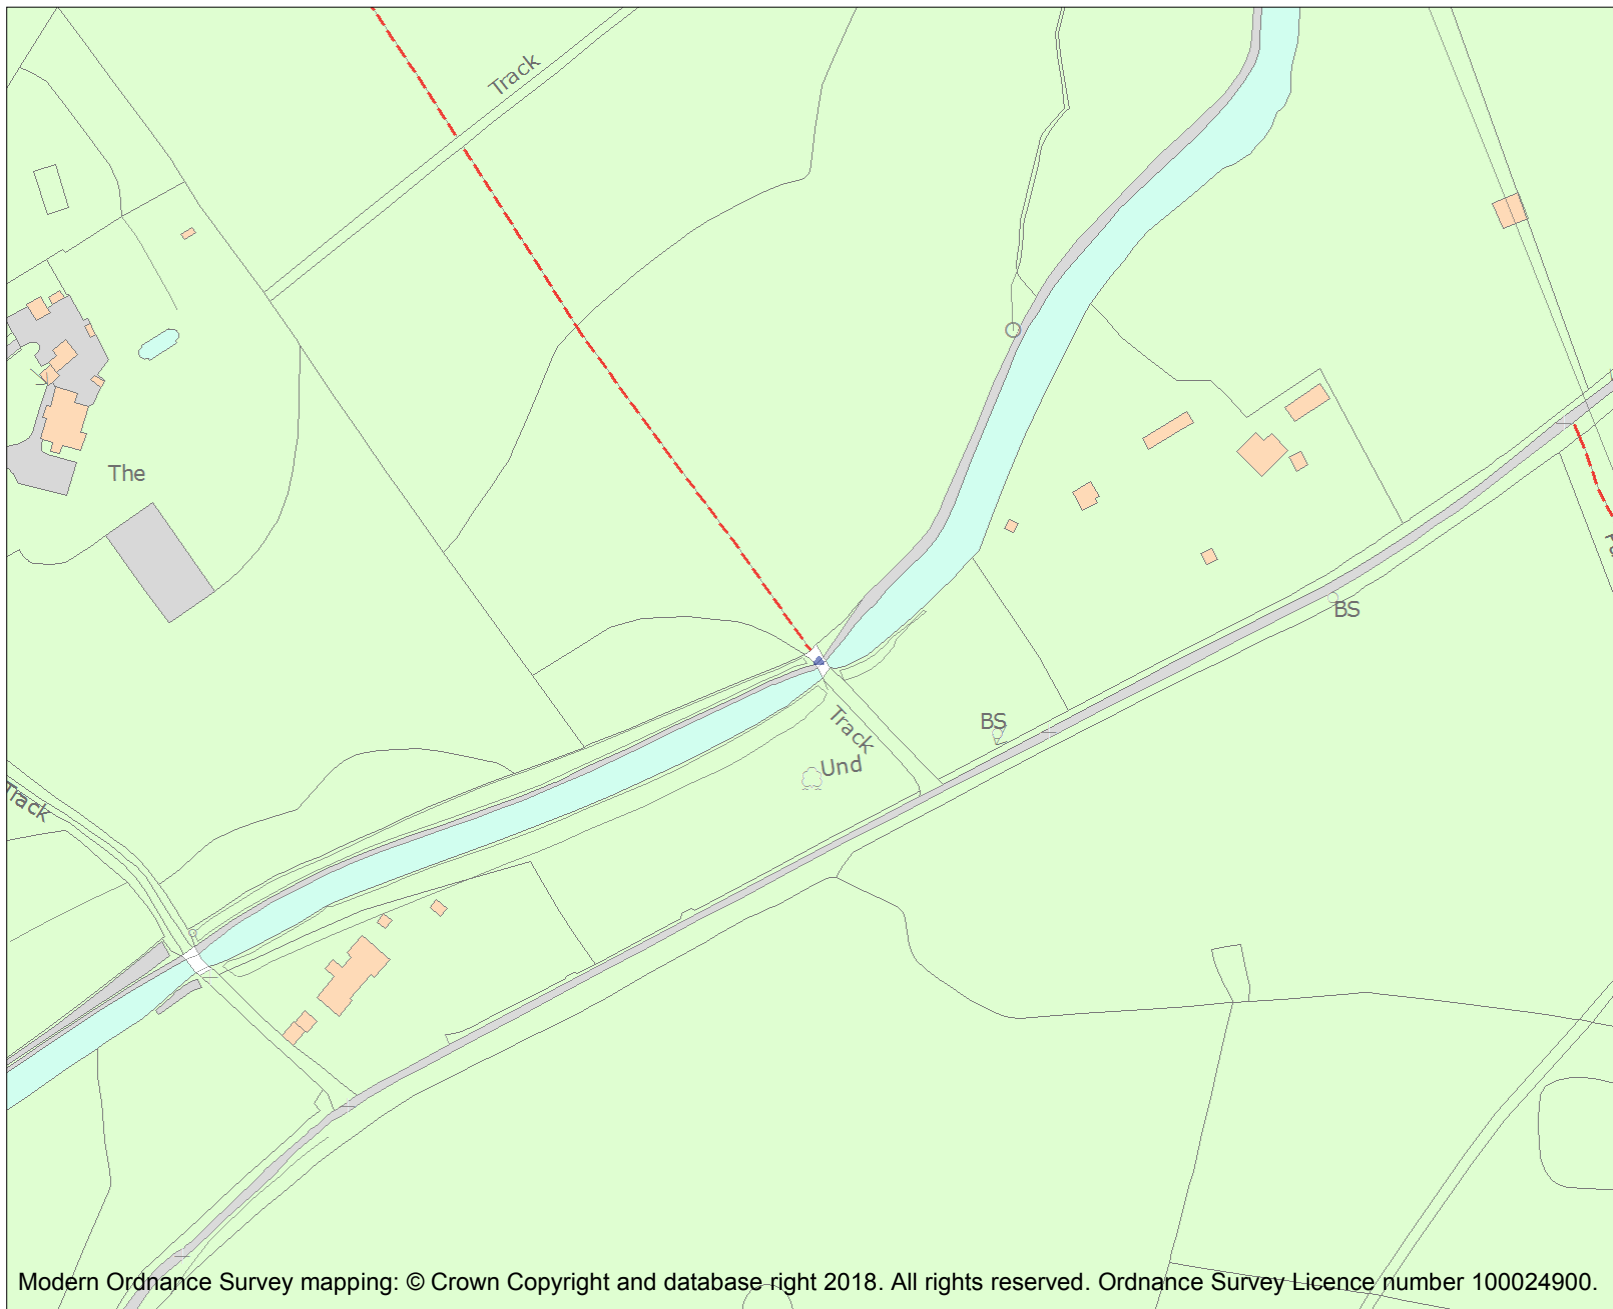 Track
The
BS
BS
Track
Und
Track
Modern Ordnance Survey mapping: © Crown Copyright and database right 2018. All rights reserved. Ordnance Survey Licence number 100024900.